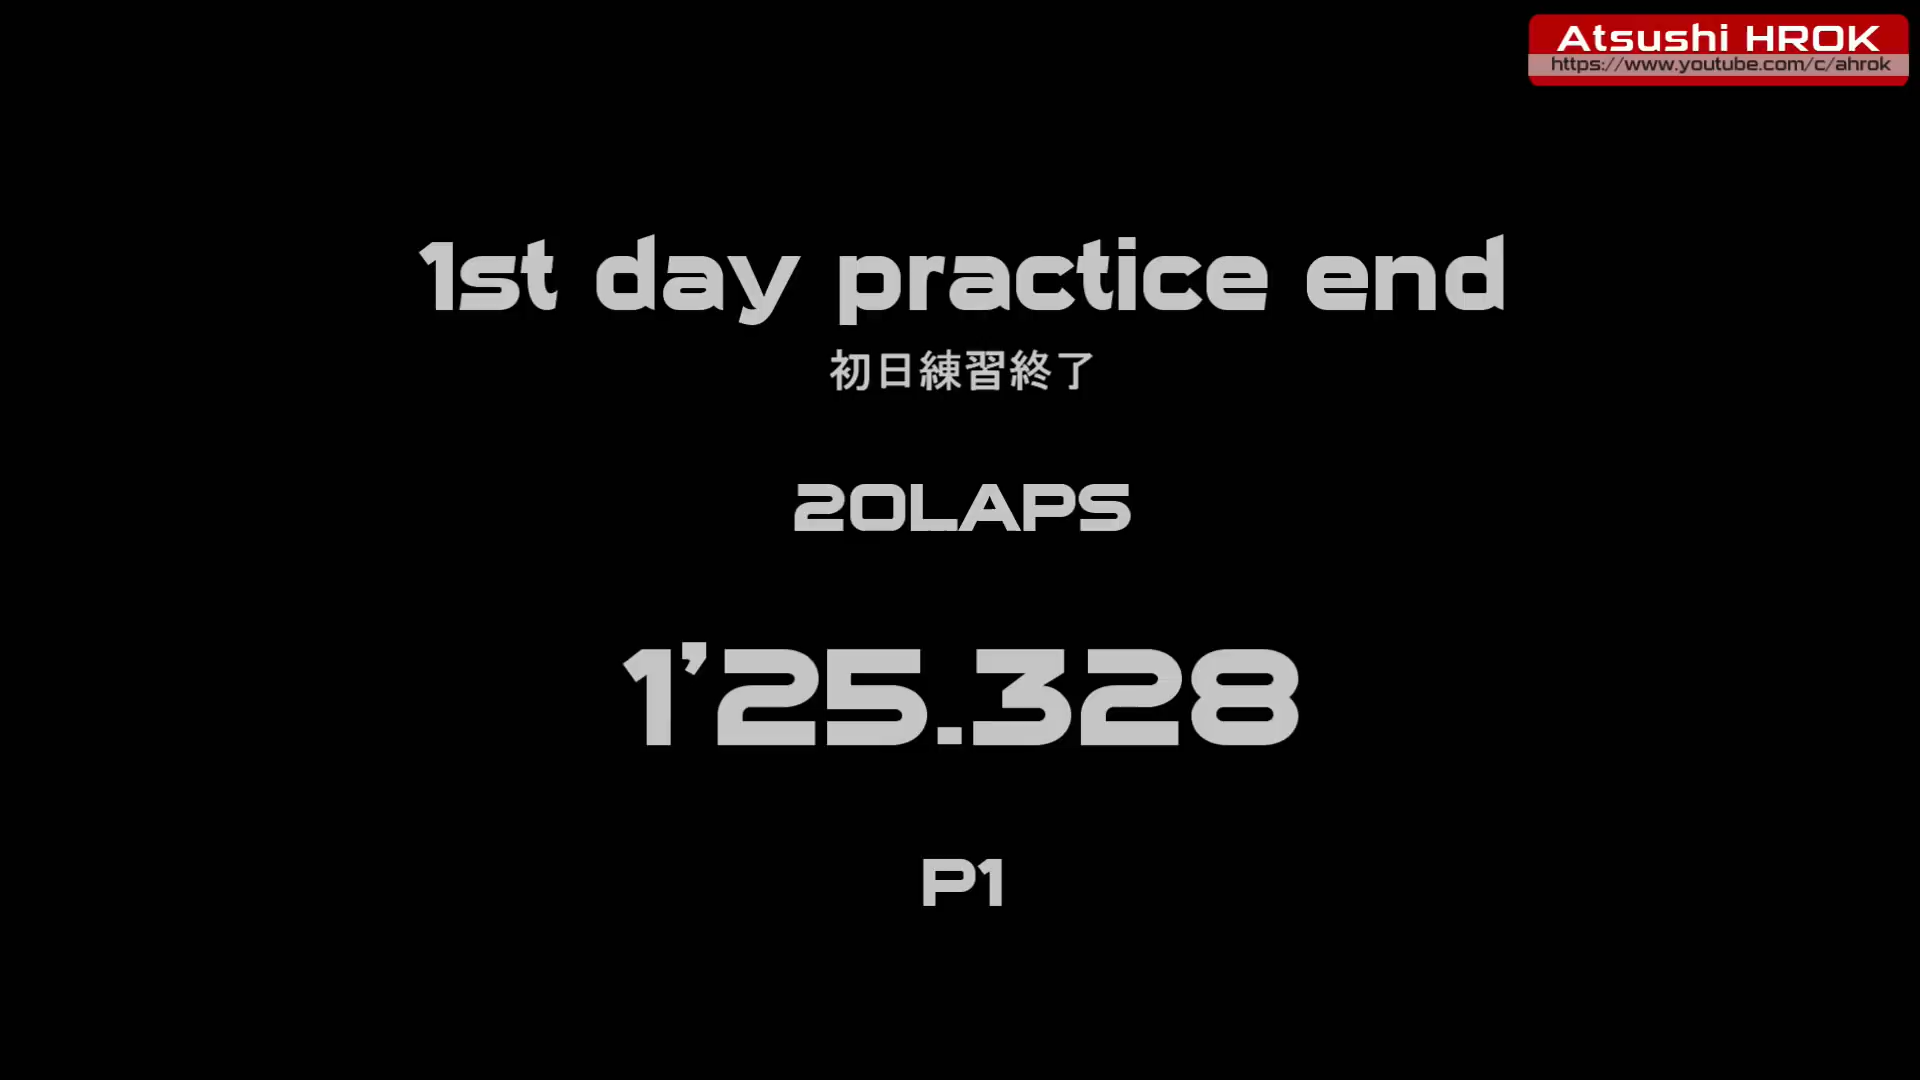 Atsushi HROK
https://www.youtube.com/c/ahrok
1st day practice end
初日練習終了
20LAPS
1'25.328
P1